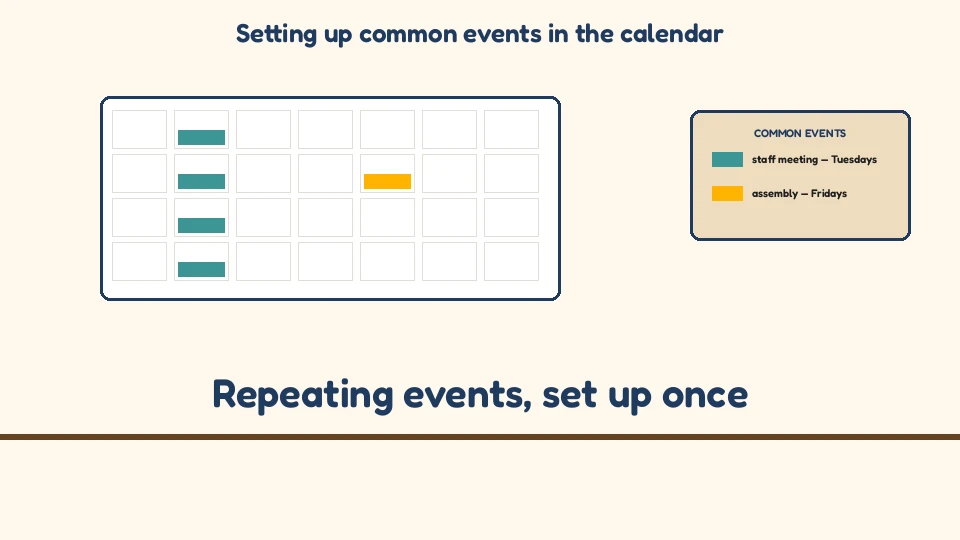 Setting up common events in the calendar
COMMON EVENTS
staff meeting — Tuesdays
assembly — Fridays
Repeating events, set up once